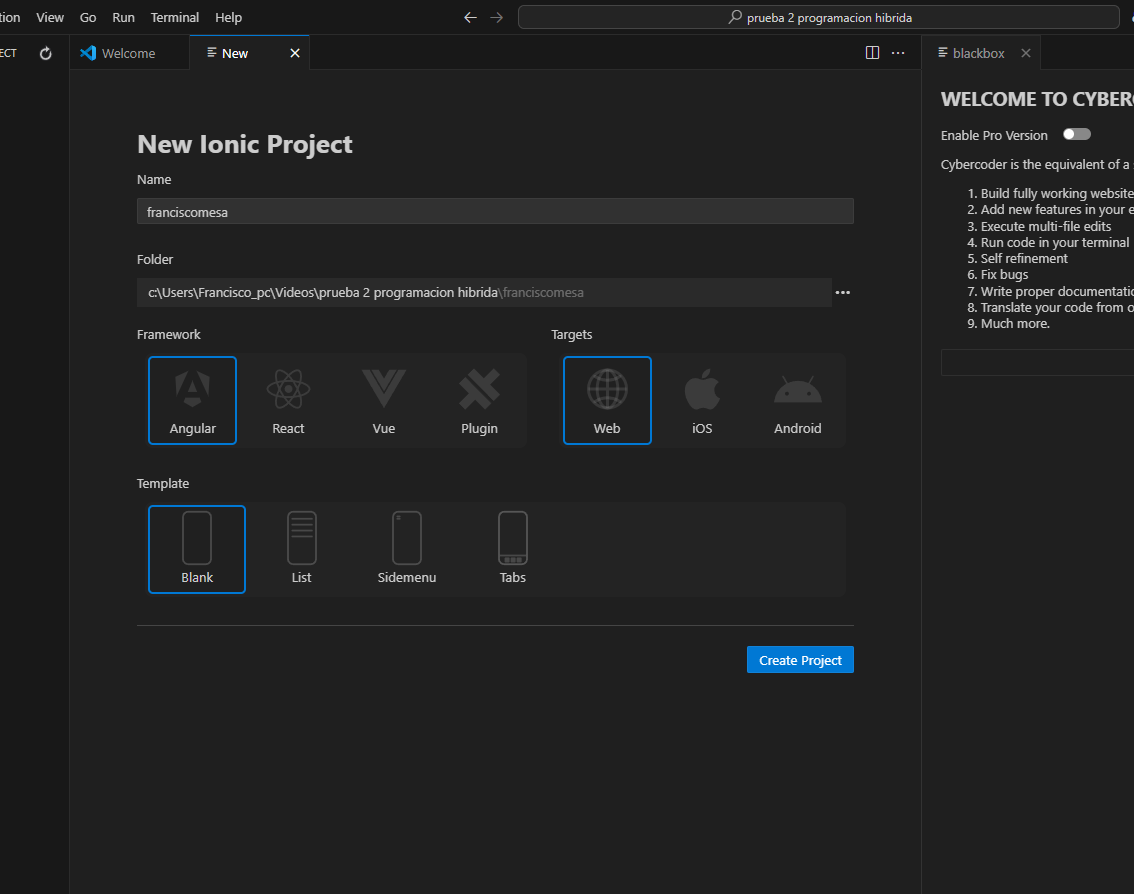 tion View Go Run Terminal Help
prueba 2 programacion hibrida
ECT
Welcome
New
blackbox
New Ionic Project
Name
franciscomesa
Folder
c:\Users\Francisco_pc\Videos\prueba 2 programacion hibrida\franciscomesa
Framework
Angular React Vue Plugin
Targets
Web iOS Android
Template
Blank List Sidemenu Tabs
Create Project
WELCOME TO CYBERC
Enable Pro Version
Cybercoder is the equivalent of a
1. Build fully working website
2. Add new features in your e
3. Execute multi-file edits
4. Run code in your terminal
5. Self refinement
6. Fix bugs
7. Write proper documentatio
8. Translate your code from o
9. Much more.